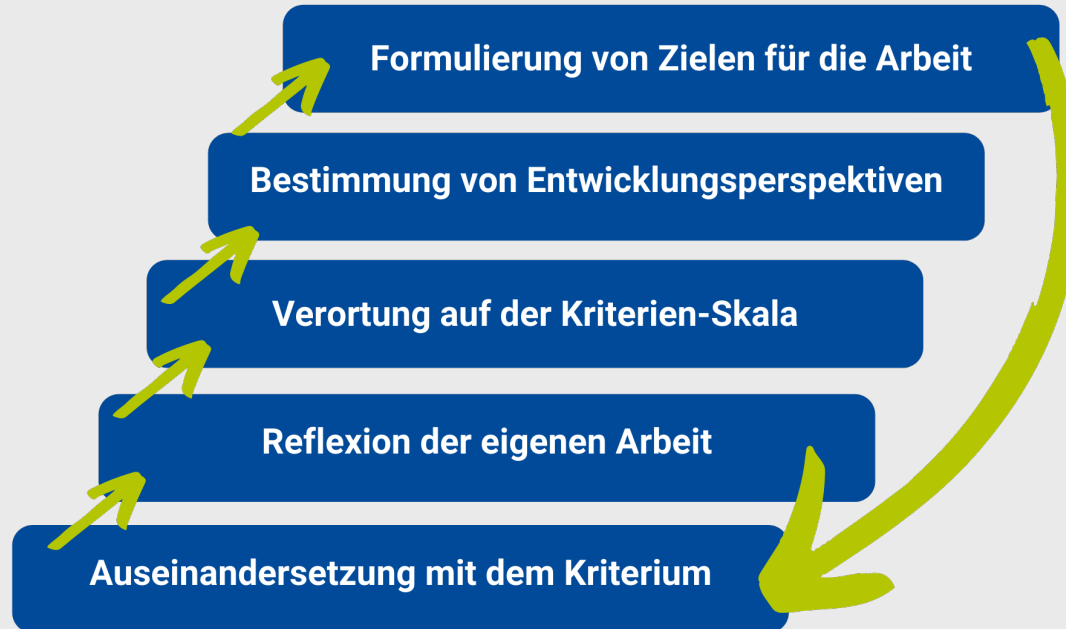 Formulierung von Zielen für die Arbeit
Bestimmung von Entwicklungsperspektiven
Verortung auf der Kriterien-Skala
Reflexion der eigenen Arbeit
Auseinandersetzung mit dem Kriterium